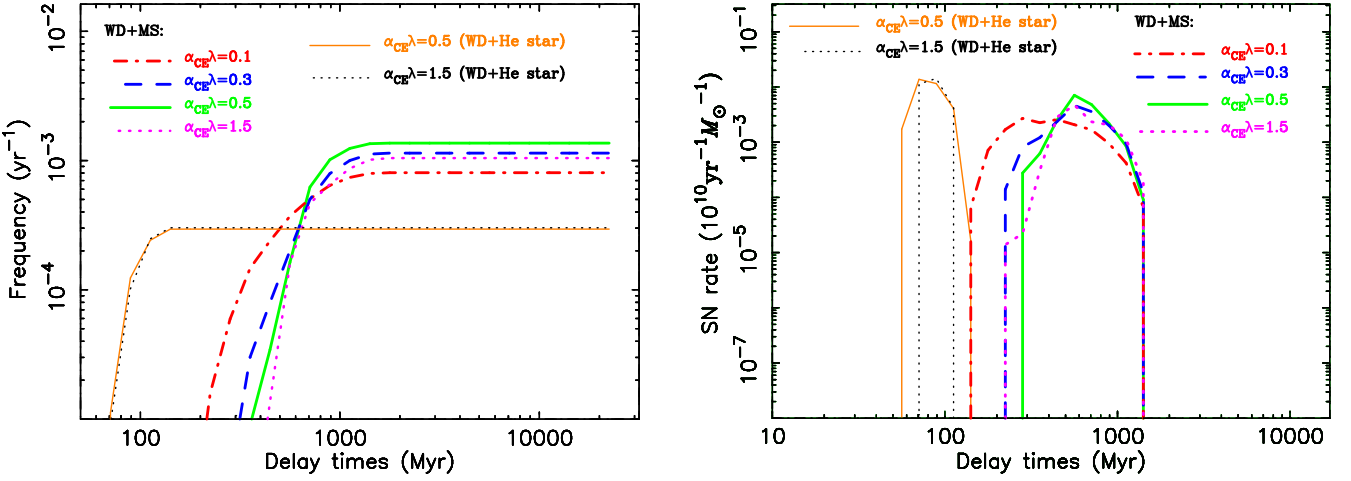 WD+MS:
α_CEλ=0.1
α_CEλ=0.3
α_CEλ=0.5
α_CEλ=1.5
α_CEλ=0.5 (WD+He star)
α_CEλ=1.5 (WD+He star)
Frequency (yr⁻¹)
10⁻²
10⁻³
10⁻⁴
100
1000
10000
Delay times (Myr)
α_CEλ=0.5 (WD+He star)
α_CEλ=1.5 (WD+He star)
WD+MS:
α_CEλ=0.1
α_CEλ=0.3
α_CEλ=0.5
α_CEλ=1.5
SN rate (10¹⁰yr⁻¹M_⊙⁻¹)
10⁻¹
10⁻³
10⁻⁵
10⁻⁷
10
100
1000
10000
Delay times (Myr)